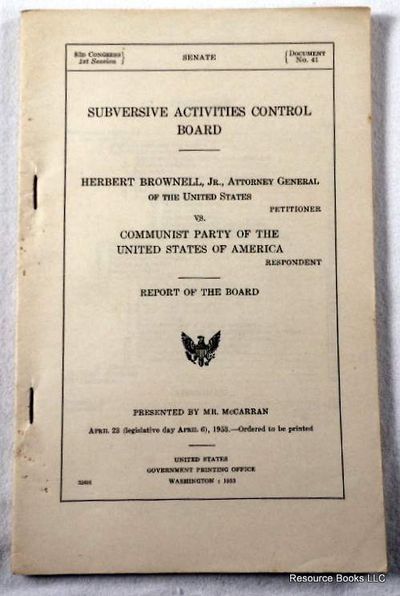 83D CONGRESS
1st Session
SENATE
DOCUMENT
No. 41
SUBVERSIVE ACTIVITIES CONTROL
BOARD
HERBERT BROWNELL, JR., ATTORNEY GENERAL
OF THE UNITED STATES
PETITIONER
VS.
COMMUNIST PARTY OF THE
UNITED STATES OF AMERICA
RESPONDENT
REPORT OF THE BOARD
PRESENTED BY MR. McCARRAN
APRIL 23 (legislative day APRIL 6), 1953.—Ordered to be printed
UNITED STATES
GOVERNMENT PRINTING OFFICE
WASHINGTON : 1953
Resource Books LLC